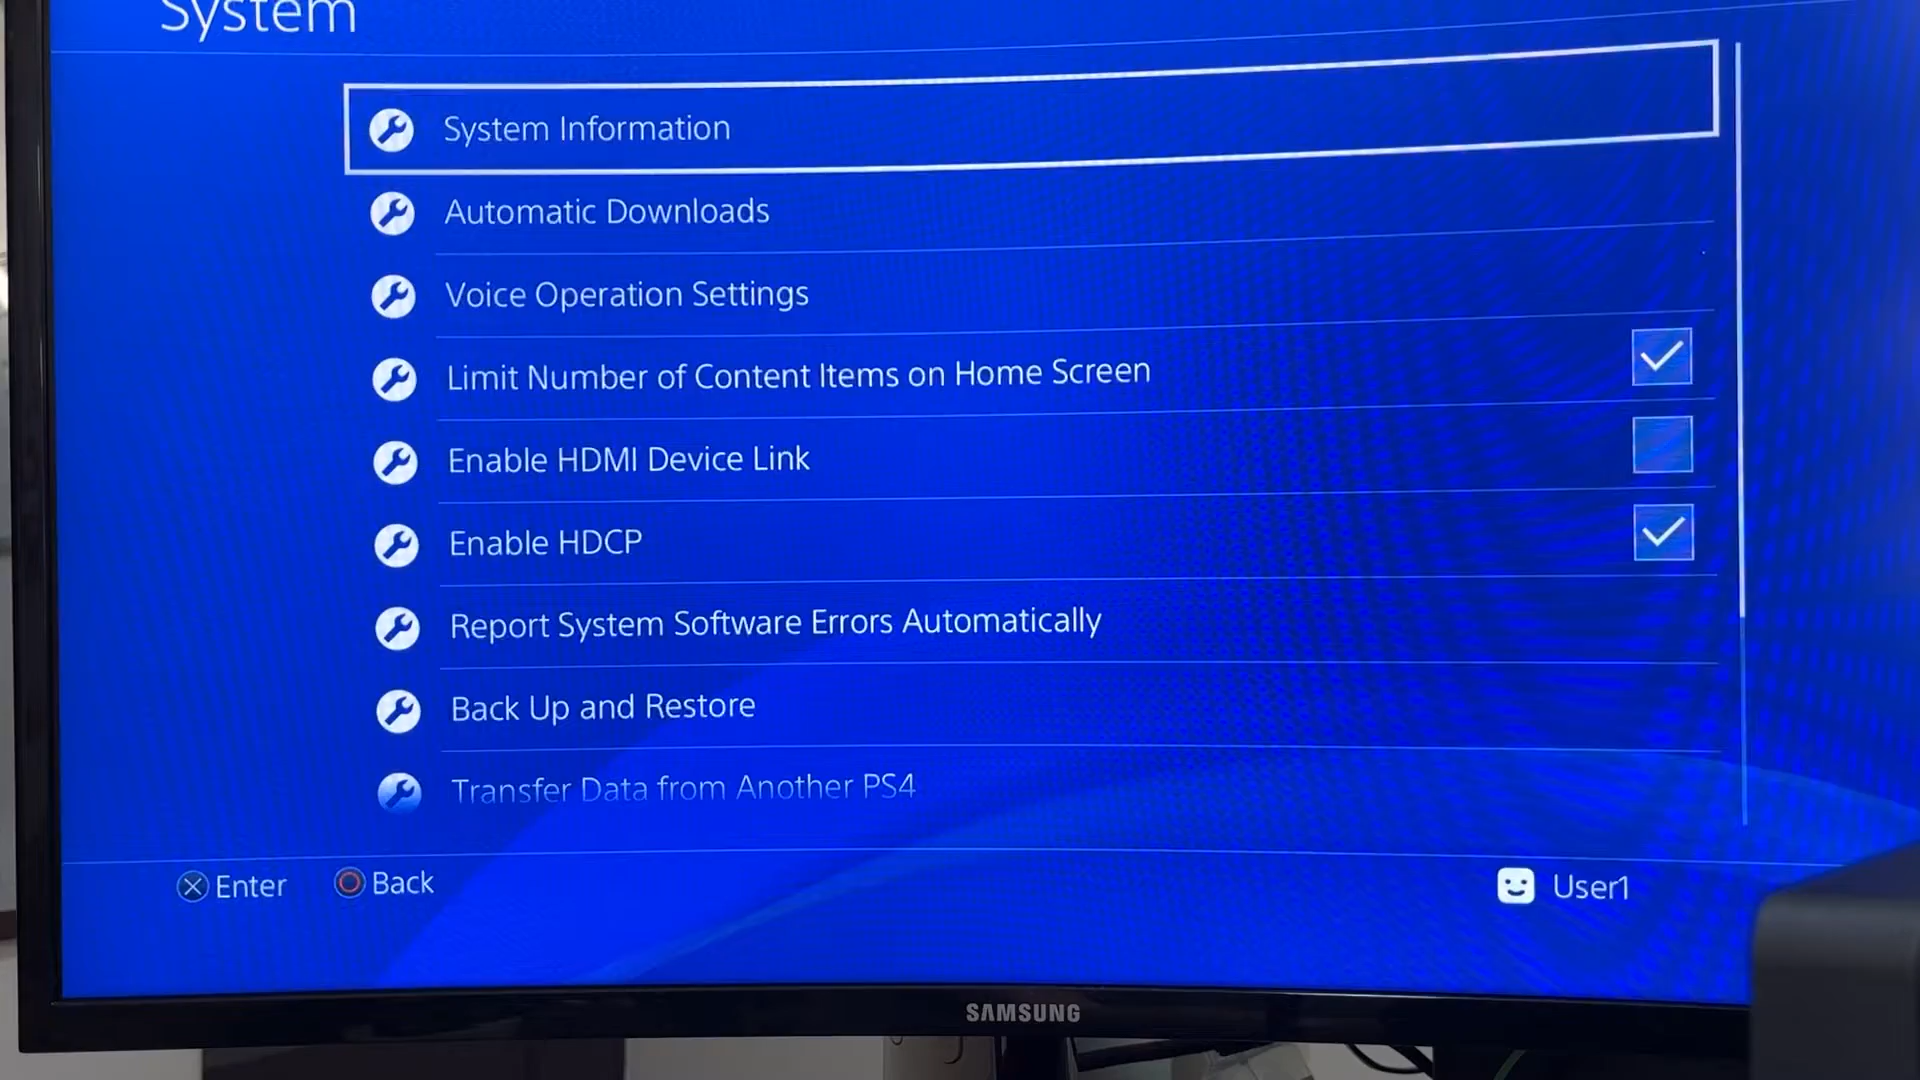 System
System Information
Automatic Downloads
Voice Operation Settings
Limit Number of Content Items on Home Screen
Enable HDMI Device Link
Enable HDCP
Report System Software Errors Automatically
Back Up and Restore
Transfer Data from Another PS4
Enter Back User1
SAMSUNG